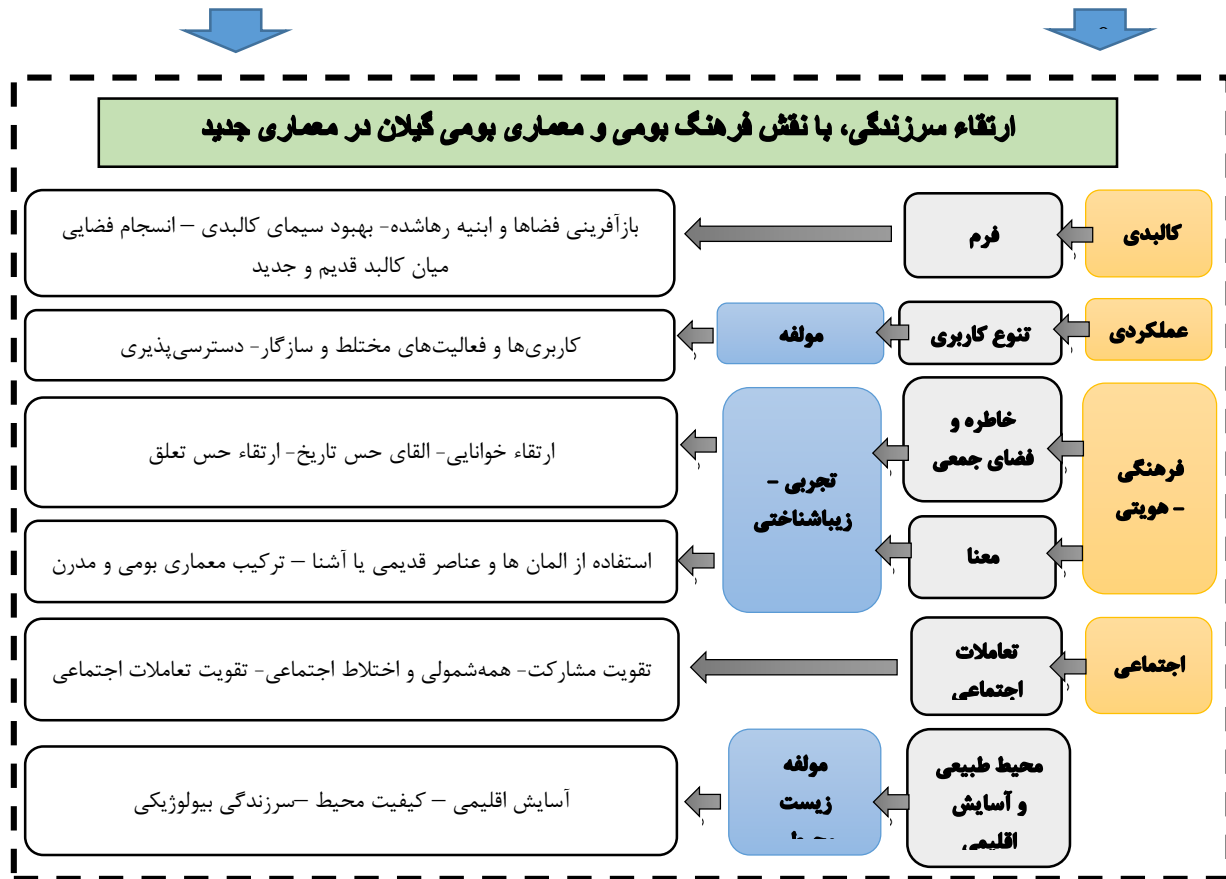 ارتقاء سرزندگی، با نقش فرهنگ بومی و معماری بومی گیلان در معماری جدید
کالبدی
فرم
بازآفرینی فضاها و ابنیه رهاشده- بهبود سیمای کالبدی – انسجام فضایی
میان کالبد قدیم و جدید
عملکردی
تنوع کاربری
مولفه
کاربری‌ها و فعالیت‌های مختلط و سازگار- دسترسی‌پذیری
فرهنگی
- هویتی
خاطره و
فضای جمعی
تجربی –
زیباشناختی
ارتقاء خوانایی- القای حس تاریخ- ارتقاء حس تعلق
معنا
استفاده از المان ها و عناصر قدیمی یا آشنا – ترکیب معماری بومی و مدرن
اجتماعی
تعاملات
اجتماعی
تقویت مشارکت- همه‌شمولی و اختلاط اجتماعی- تقویت تعاملات اجتماعی
محیط طبیعی
و آسایش
اقلیمی
مولفه
زیست
آسایش اقلیمی – کیفیت محیط –سرزندگی بیولوژیکی